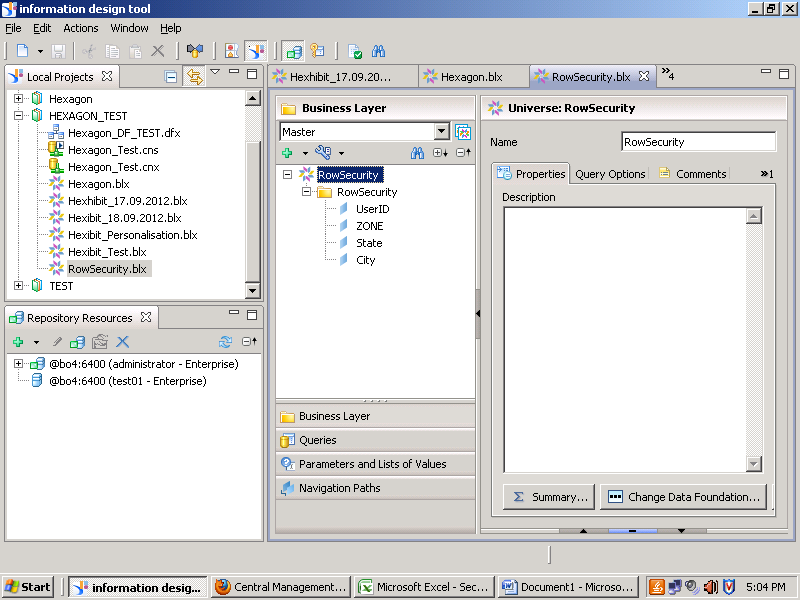 information design tool
File Edit Actions Window Help
Local Projects
Hexagon
HEXAGON_TEST
Hexagon_DF_TEST.dfx
Hexagon_Test.cns
Hexagon_Test.cnx
Hexagon.blx
Hexhibit_17.09.2012.blx
Hexibit_18.09.2012.blx
Hexibit_Personalisation.blx
Hexibit_Test.blx
RowSecurity.blx
TEST
Repository Resources
@bo4:6400 (administrator - Enterprise)
@bo4:6400 (test01 - Enterprise)
Hexhibit_17.09.20... Hexagon.blx RowSecurity.blx »4
Business Layer
Master
RowSecurity
RowSecurity
UserID
ZONE
State
City
Business Layer
Queries
Parameters and Lists of Values
Navigation Paths
Universe: RowSecurity
Name RowSecurity
Properties Query Options Comments »1
Description
Σ Summary... Change Data Foundation...
Start information desig... Central Management... Microsoft Excel - Sec... Document1 - Microso... 5:04 PM